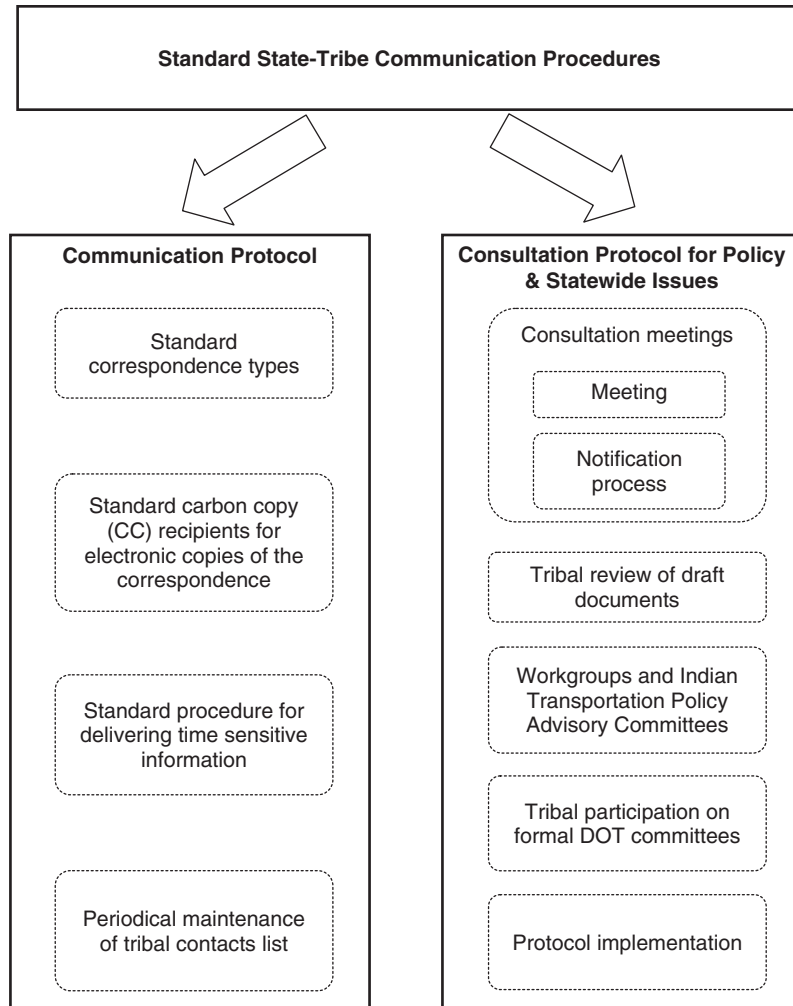 Standard State-Tribe Communication Procedures
Communication Protocol
Standard
correspondence types
Standard carbon copy
(CC) recipients for
electronic copies of the
correspondence
Standard procedure for
delivering time sensitive
information
Periodical maintenance
of tribal contacts list
Consultation Protocol for Policy
& Statewide Issues
Consultation meetings
Meeting
Notification
process
Tribal review of draft
documents
Workgroups and Indian
Transportation Policy
Advisory Committees
Tribal participation on
formal DOT committees
Protocol implementation